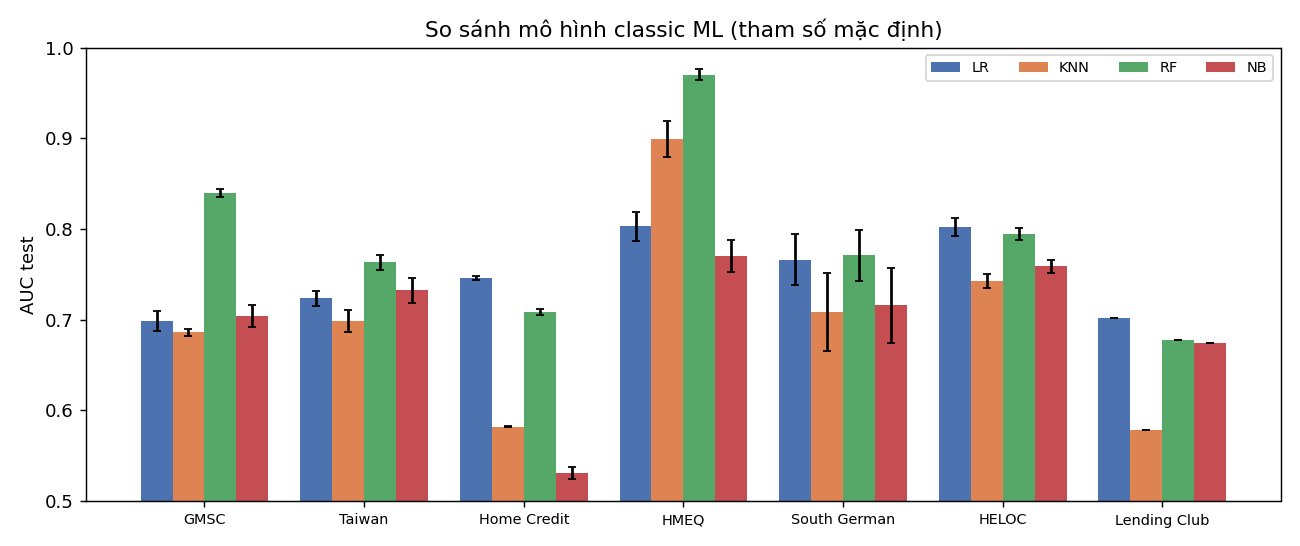 So sánh mô hình classic ML (tham số mặc định)
LR KNN RF NB
AUC test
1.0
0.9
0.8
0.7
0.6
0.5
GMSC Taiwan Home Credit HMEQ South German HELOC Lending Club